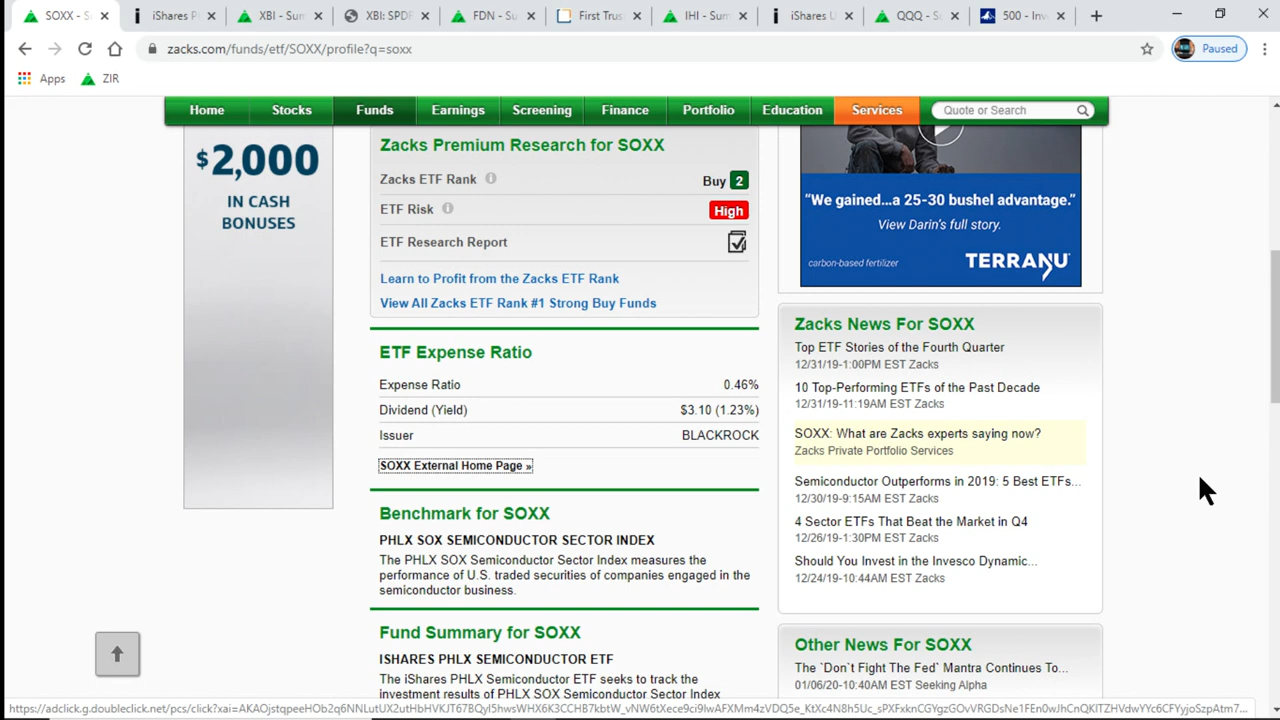 SOXX - S
iShares P
XBI - Sum
XBI: SPDF
FDN - Su
First Trus
IHI - Sum
iShares U
QQQ - S
500 - Inv
zacks.com/funds/etf/SOXX/profile?q=soxx
Paused
Apps
ZIR
Home
Stocks
Funds
Earnings
Screening
Finance
Portfolio
Education
Services
Quote or Search
$2,000
IN CASH
BONUSES
Zacks Premium Research for SOXX
Zacks ETF Rank
Buy 2
ETF Risk
High
ETF Research Report
Learn to Profit from the Zacks ETF Rank
View All Zacks ETF Rank #1 Strong Buy Funds
ETF Expense Ratio
Expense Ratio 0.46%
Dividend (Yield) $3.10 (1.23%)
Issuer BLACKROCK
SOXX External Home Page »
Benchmark for SOXX
PHLX SOX SEMICONDUCTOR SECTOR INDEX
The PHLX SOX Semiconductor Sector Index measures the
performance of U.S. traded securities of companies engaged in the
semiconductor business.
Fund Summary for SOXX
ISHARES PHLX SEMICONDUCTOR ETF
The iShares PHLX Semiconductor ETF seeks to track the
investment results of PHLX SOX Semiconductor Sector Index
"We gained...a 25-30 bushel advantage."
View Darin's full story.
carbon-based fertilizer
TERRANU
Zacks News For SOXX
Top ETF Stories of the Fourth Quarter
12/31/19-1:00PM EST Zacks
10 Top-Performing ETFs of the Past Decade
12/31/19-11:19AM EST Zacks
SOXX: What are Zacks experts saying now?
Zacks Private Portfolio Services
Semiconductor Outperforms in 2019: 5 Best ETFs...
12/30/19-9:15AM EST Zacks
4 Sector ETFs That Beat the Market in Q4
12/26/19-1:30PM EST Zacks
Should You Invest in the Invesco Dynamic...
12/24/19-10:44AM EST Zacks
Other News for SOXX
The `Don`t Fight The Fed` Mantra Continues To...
01/06/20-10:40AM EST Seeking Alpha